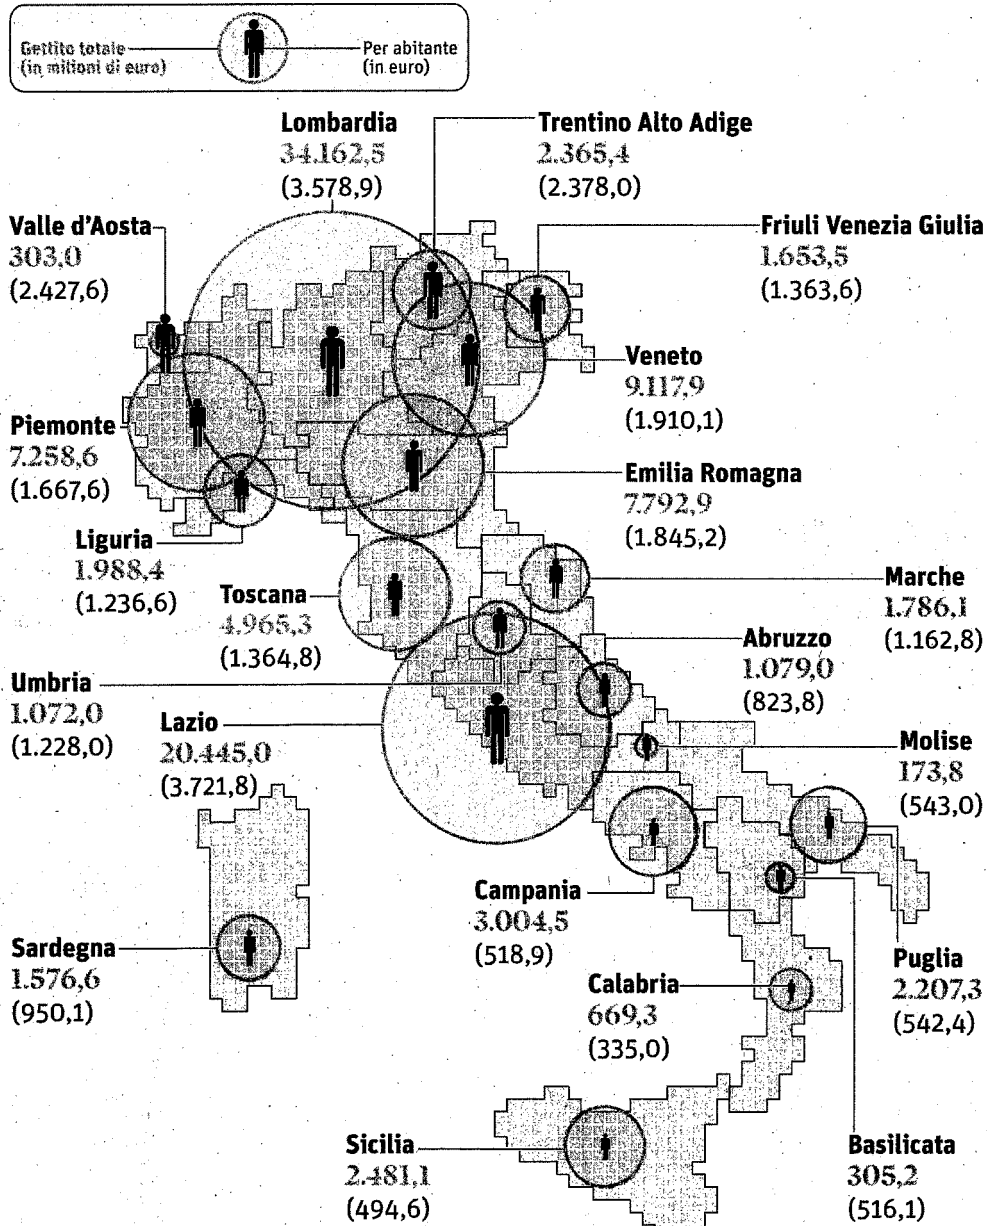 Gettito totale
(in milioni di euro)
Per abitante
(in euro)
Lombardia
34.162,5
(3.578,9)
Trentino Alto Adige
2.365,4
(2.378,0)
Valle d'Aosta
303,0
(2.427,6)
Friuli Venezia Giulia
1.653,5
(1.363,6)
Veneto
9.117,9
(1.910,1)
Piemonte
7.258,6
(1.667,6)
Emilia Romagna
7.792,9
(1.845,2)
Liguria
1.988,4
(1.236,6)
Toscana
4.965,3
(1.364,8)
Marche
1.786,1
(1.162,8)
Abruzzo
1.079,0
(823,8)
Umbria
1.072,0
(1.228,0)
Lazio
20.445,0
(3.721,8)
Molise
173,8
(543,0)
Campania
3.004,5
(518,9)
Sardegna
1.576,6
(950,1)
Puglia
2.207,3
(542,4)
Calabria
669,3
(335,0)
Sicilia
2.481,1
(494,6)
Basilicata
305,2
(516,1)